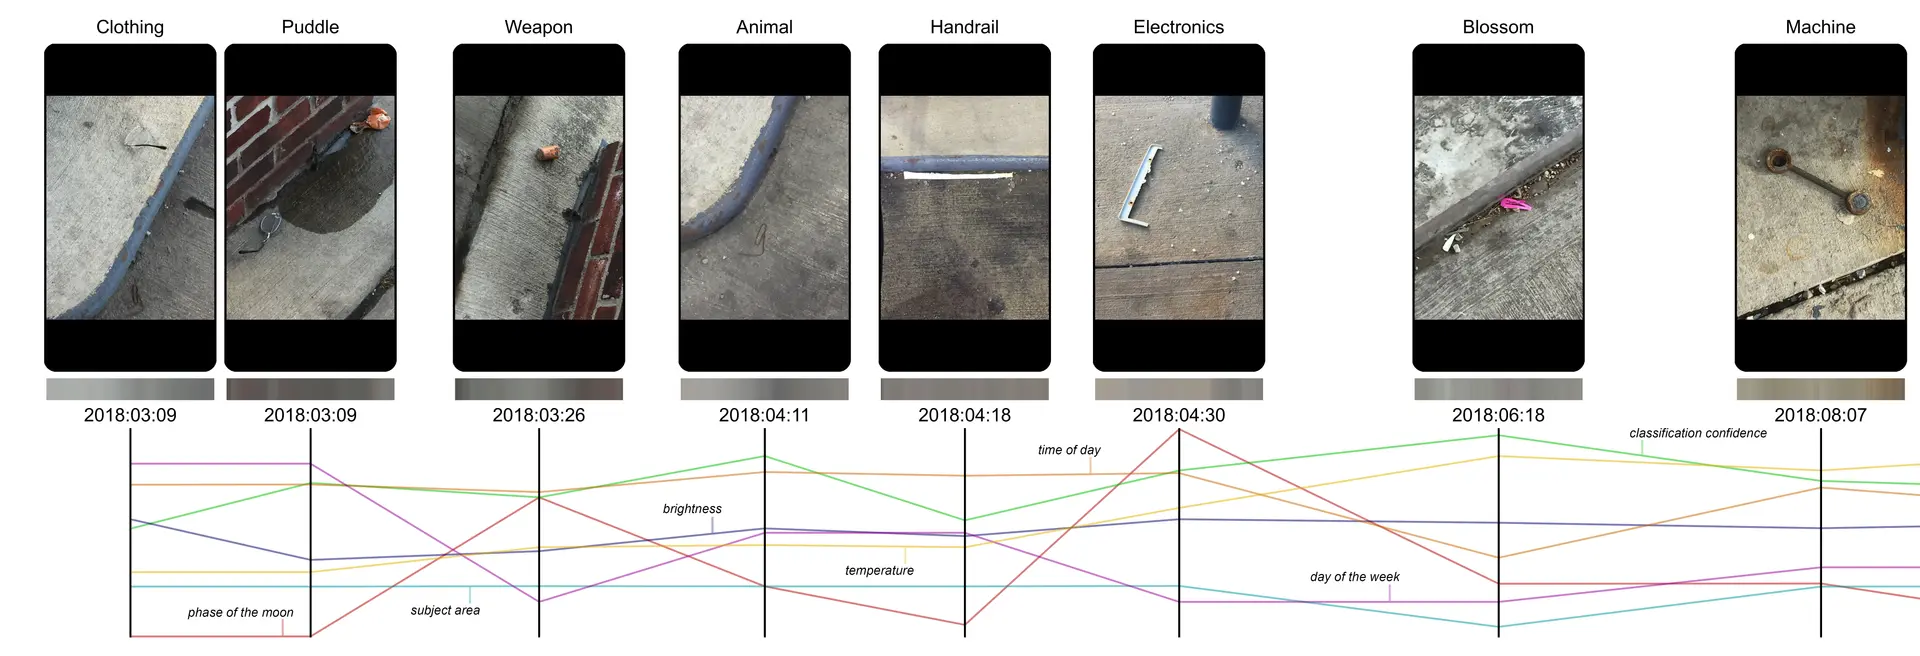 Clothing
Puddle
Weapon
Animal
Handrail
Electronics
Blossom
Machine
2018:03:09
2018:03:09
2018:03:26
2018:04:11
2018:04:18
2018:04:30
2018:06:18
2018:08:07
classification confidence
time of day
brightness
temperature
day of the week
subject area
phase of the moon